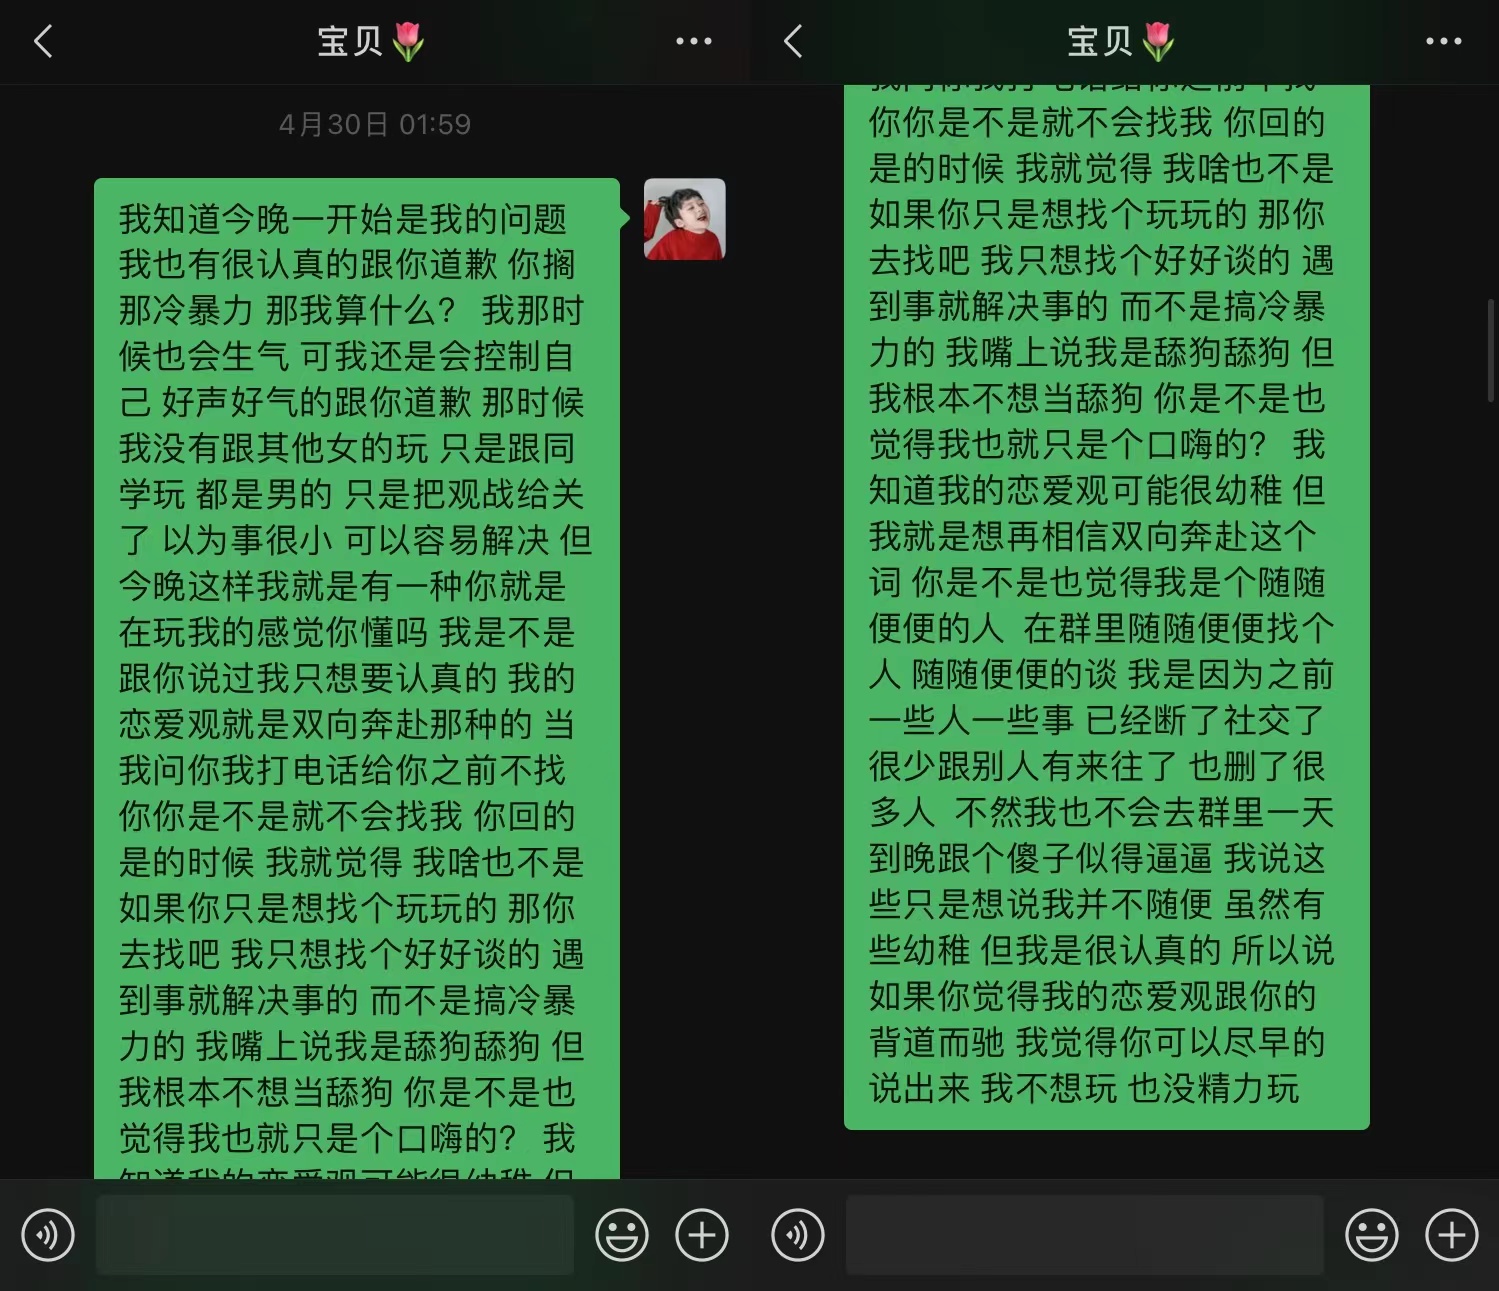 宝贝🌷
4月30日 01:59
我知道今晚一开始是我的问题
我也有很认真的跟你道歉 你搁
那冷暴力 那我算什么? 我那时
候也会生气 可我还是会控制自
己 好声好气的跟你道歉 那时候
我没有跟其他女的玩 只是跟同
学玩 都是男的 只是把观战给关
了 以为事很小 可以容易解决 但
今晚这样我就是有一种你就是
在玩我的感觉你懂吗 我是不是
跟你说过我只想要认真的 我的
恋爱观就是双向奔赴那种的 当
我问你我打电话给你之前不找
你你是不是就不会找我 你回的
是的时候 我就觉得 我啥也不是
如果你只是想找个玩玩的 那你
去找吧 我只想找个好好谈的 遇
到事就解决事的 而不是搞冷暴
力的 我嘴上说我是舔狗舔狗 但
我根本不想当舔狗 你是不是也
觉得我也就只是个口嗨的? 我
知道我的恋爱观可能很幼稚 但
宝贝🌷
我问你我打电话给你之前不找
你你是不是就不会找我 你回的
是的时候 我就觉得 我啥也不是
如果你只是想找个玩玩的 那你
去找吧 我只想找个好好谈的 遇
到事就解决事的 而不是搞冷暴
力的 我嘴上说我是舔狗舔狗 但
我根本不想当舔狗 你是不是也
觉得我也就只是个口嗨的? 我
知道我的恋爱观可能很幼稚 但
我就是想再相信双向奔赴这个
词 你是不是也觉得我是个随随
便便的人 在群里随随便便找个
人 随随便便的谈 我是因为之前
一些人一些事 已经断了社交了
很少跟别人有来往了 也删了很
多人 不然我也不会去群里一天
到晚跟个傻子似得逼逼 我说这
些只是想说我并不随便 虽然有
些幼稚 但我是很认真的 所以说
如果你觉得我的恋爱观跟你的
背道而驰 我觉得你可以尽早的
说出来 我不想玩 也没精力玩